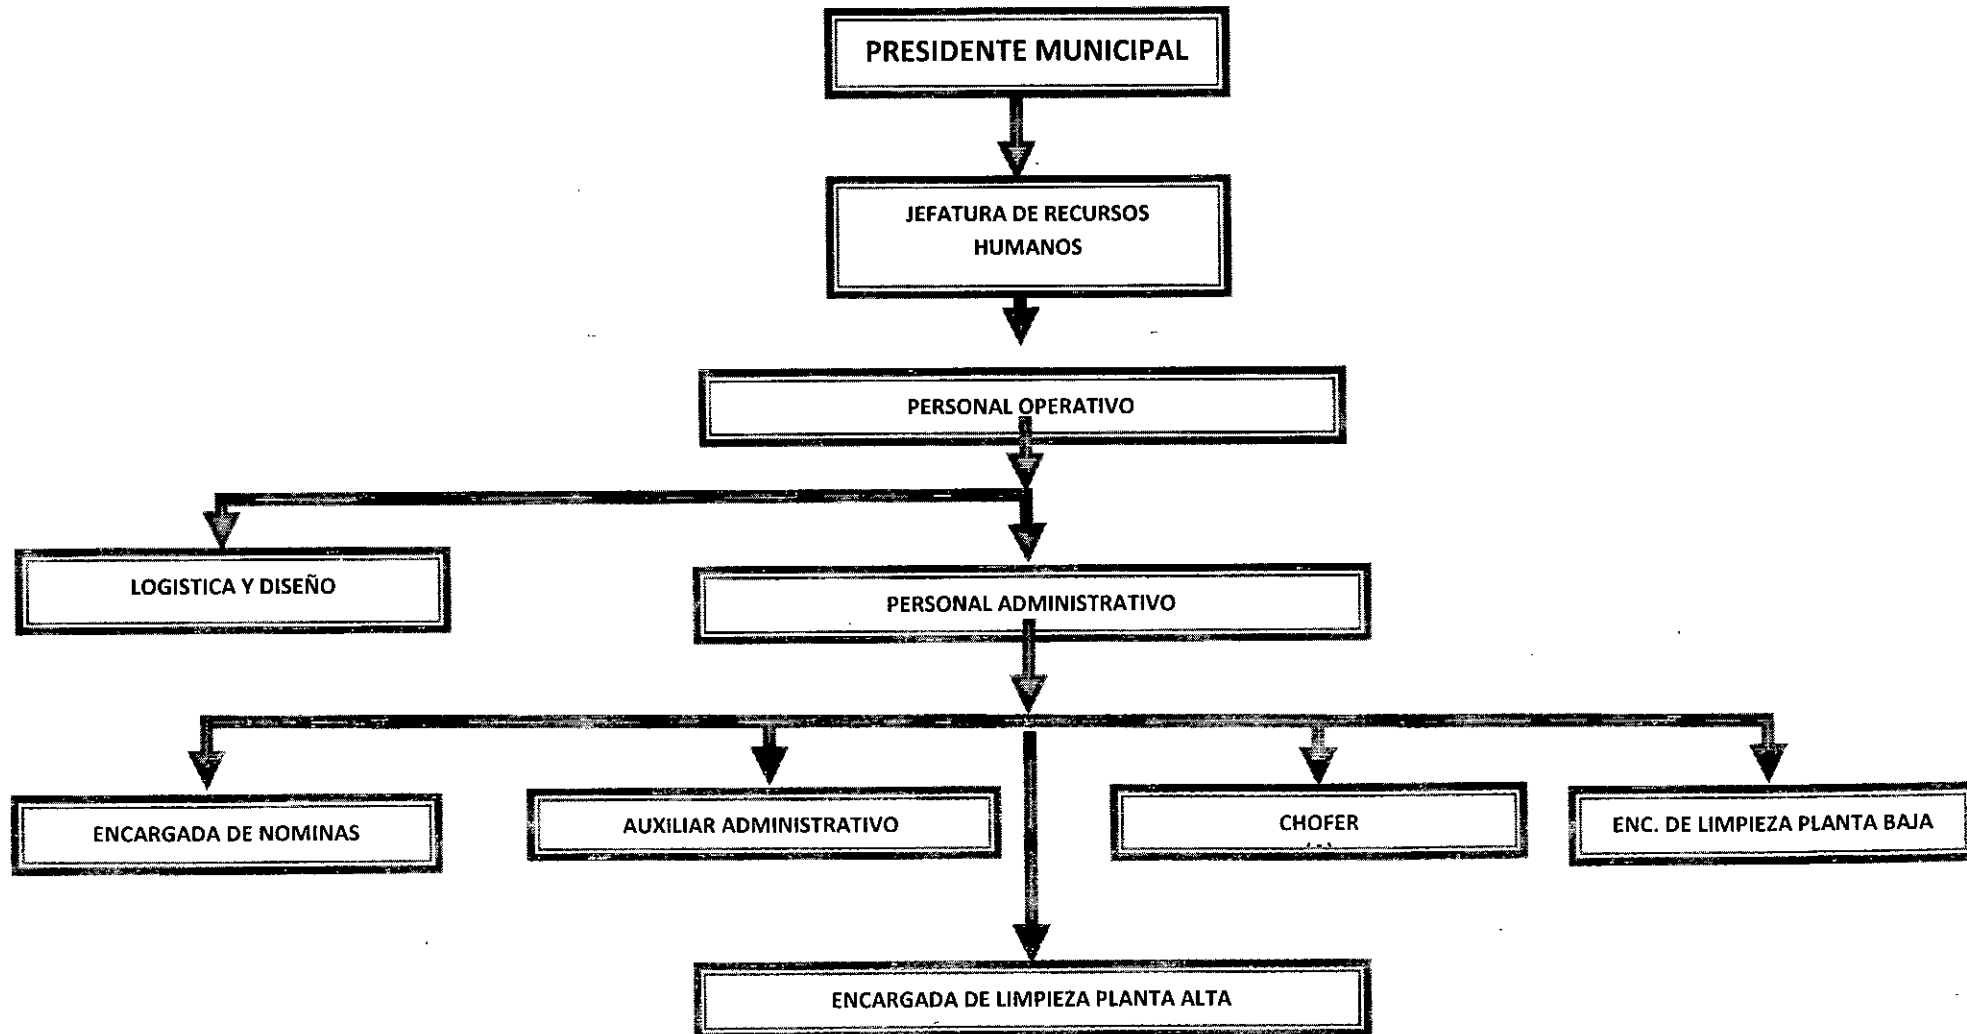 PRESIDENTE MUNICIPAL
JEFATURA DE RECURSOS
HUMANOS
PERSONAL OPERATIVO
LOGISTICA Y DISEÑO
PERSONAL ADMINISTRATIVO
ENCARGADA DE NOMINAS
AUXILIAR ADMINISTRATIVO
CHOFER
ENC. DE LIMPIEZA PLANTA BAJA
ENCARGADA DE LIMPIEZA PLANTA ALTA